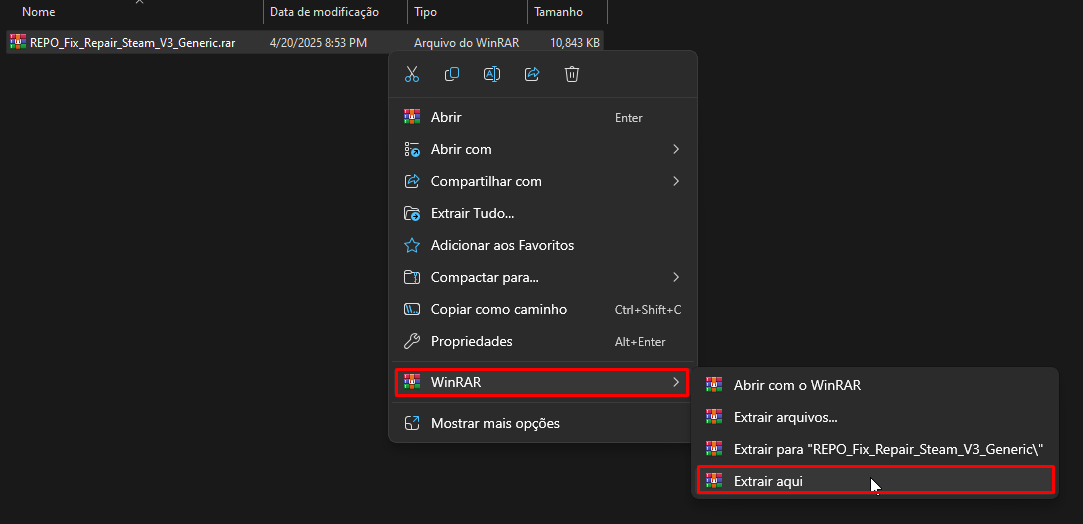 Nome Data de modificação Tipo Tamanho
REPO_Fix_Repair_Steam_V3_Generic.rar 4/20/2025 8:53 PM Arquivo do WinRAR 10,843 KB
Abrir Enter
Abrir com
Compartilhar com
Extrair Tudo...
Adicionar aos Favoritos
Compactar para...
Copiar como caminho Ctrl+Shift+C
Propriedades Alt+Enter
WinRAR
Mostrar mais opções
Abrir com o WinRAR
Extrair arquivos...
Extrair para "REPO_Fix_Repair_Steam_V3_Generic\"
Extrair aqui